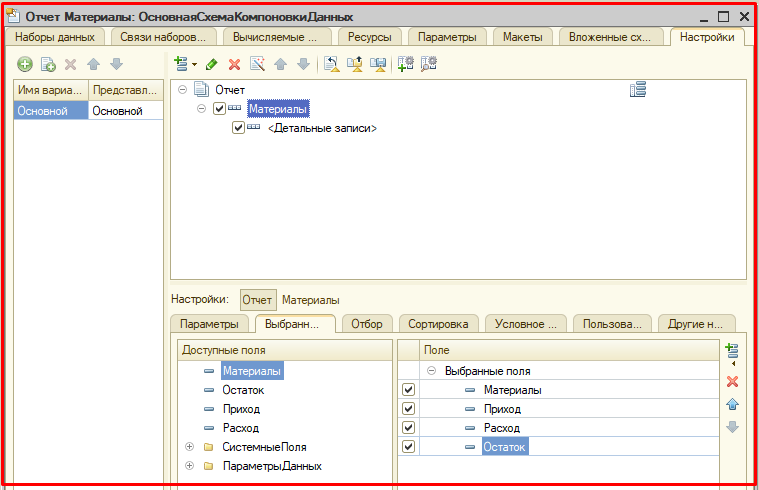 Отчет Материалы: ОсновнаяСхемаКомпоновкиДанных
Наборы данных Связи наборов... Вычисляемые ... Ресурсы Параметры Макеты Вложенные сх... Настройки
Имя вариа... Представл...
Основной Основной
Отчет
Материалы
<Детальные записи>
Настройки: Отчет Материалы
Параметры Выбранн... Отбор Сортировка Условное ... Пользова... Другие н...
Доступные поля
Материалы
Остаток
Приход
Расход
СистемныеПоля
ПараметрыДанных
Поле
Выбранные поля
Материалы
Приход
Расход
Остаток